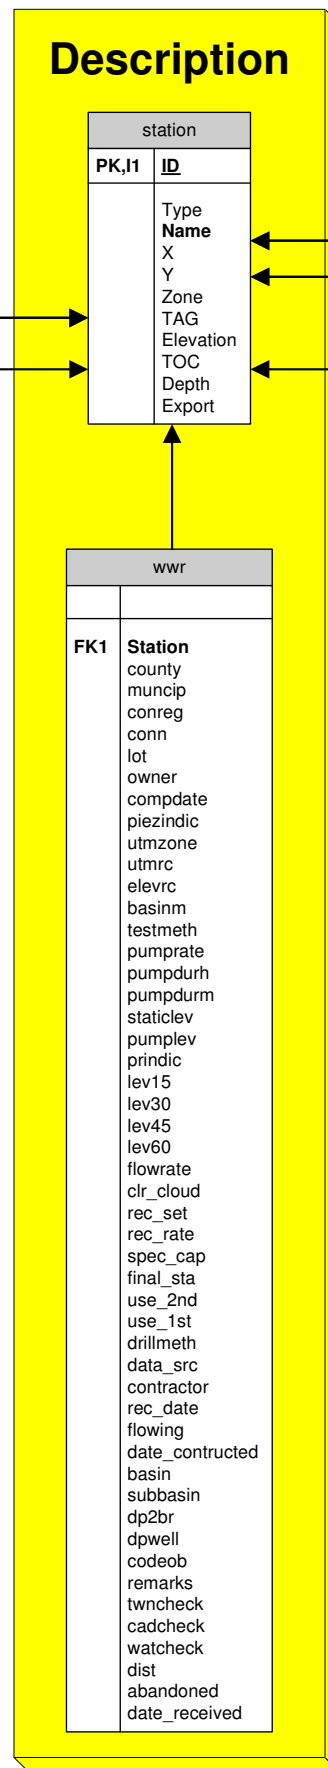 Description
station
PK,I1 ID
Type
Name
X
Y
Zone
TAG
Elevation
TOC
Depth
Export
wwr
FK1 Station
county
muncip
conreg
conn
lot
owner
compdate
piezindic
utmzone
utmrc
elevrc
basinm
testmeth
pumprate
pumpdurh
pumpdurm
staticlev
pumplev
prindic
lev15
lev30
lev45
lev60
flowrate
clr_cloud
rec_set
rec_rate
spec_cap
final_sta
use_2nd
use_1st
drillmeth
data_src
contractor
rec_date
flowing
date_contructed
basin
subbasin
dp2br
dpwell
codeob
remarks
twncheck
cadcheck
watcheck
dist
abandoned
date_received